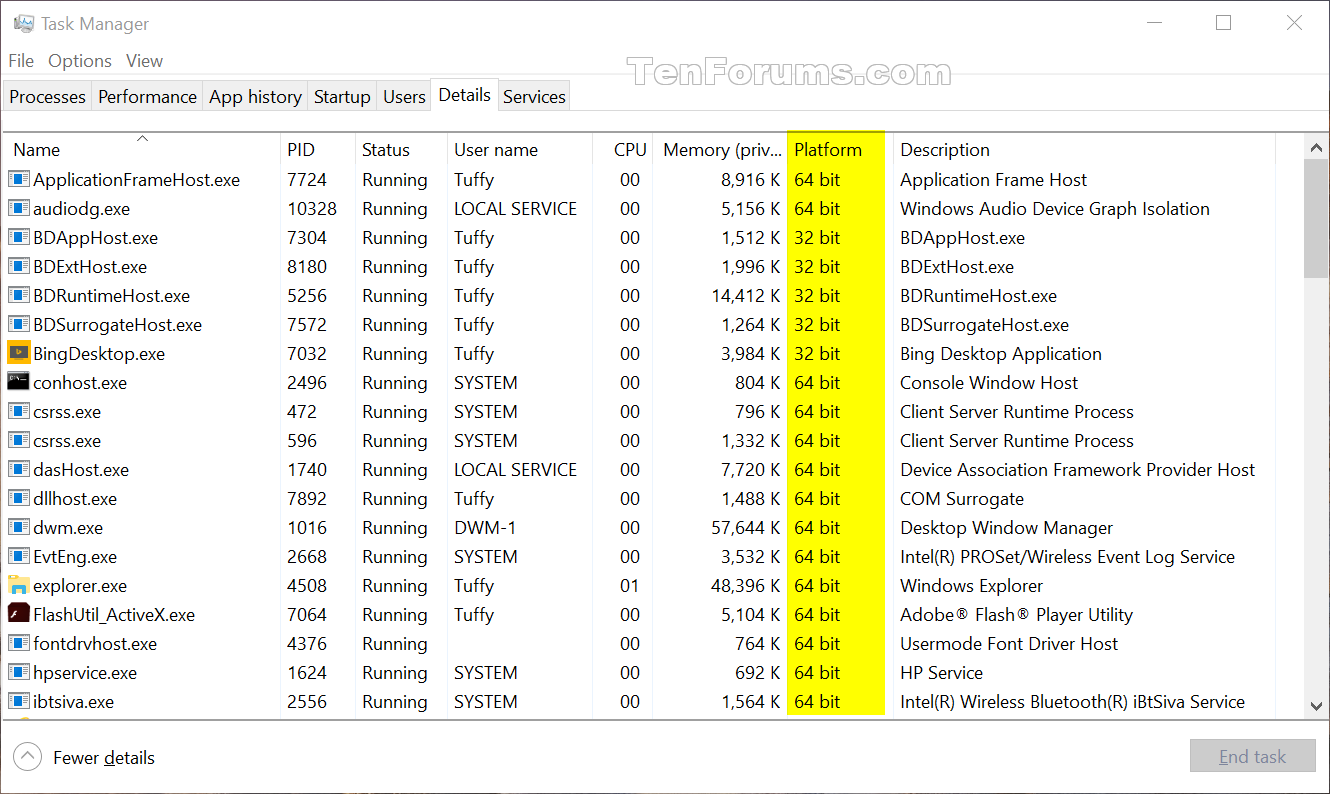 Task Manager
File Options View
TenForums.com
Processes Performance App history Startup Users Details Services
Name PID Status User name CPU Memory (priv... Platform Description
ApplicationFrameHost.exe 7724 Running Tuffy 00 8,916 K 64 bit Application Frame Host
audiodg.exe 10328 Running LOCAL SERVICE 00 5,156 K 64 bit Windows Audio Device Graph Isolation
BDAppHost.exe 7304 Running Tuffy 00 1,512 K 32 bit BDAppHost.exe
BDExtHost.exe 8180 Running Tuffy 00 1,996 K 32 bit BDExtHost.exe
BDRuntimeHost.exe 5256 Running Tuffy 00 14,412 K 32 bit BDRuntimeHost.exe
BDSurrogateHost.exe 7572 Running Tuffy 00 1,264 K 32 bit BDSurrogateHost.exe
BingDesktop.exe 7032 Running Tuffy 00 3,984 K 32 bit Bing Desktop Application
conhost.exe 2496 Running SYSTEM 00 804 K 64 bit Console Window Host
csrss.exe 472 Running SYSTEM 00 796 K 64 bit Client Server Runtime Process
csrss.exe 596 Running SYSTEM 00 1,332 K 64 bit Client Server Runtime Process
dasHost.exe 1740 Running LOCAL SERVICE 00 7,720 K 64 bit Device Association Framework Provider Host
dllhost.exe 7892 Running Tuffy 00 1,488 K 64 bit COM Surrogate
dwm.exe 1016 Running DWM-1 00 57,644 K 64 bit Desktop Window Manager
EvtEng.exe 2668 Running SYSTEM 00 3,532 K 64 bit Intel(R) PROSet/Wireless Event Log Service
explorer.exe 4508 Running Tuffy 01 48,396 K 64 bit Windows Explorer
FlashUtil_ActiveX.exe 7064 Running Tuffy 00 5,104 K 64 bit Adobe® Flash® Player Utility
fontdrvhost.exe 4376 Running 00 764 K 64 bit Usermode Font Driver Host
hpservice.exe 1624 Running SYSTEM 00 692 K 64 bit HP Service
ibtsiva.exe 2556 Running SYSTEM 00 1,564 K 64 bit Intel(R) Wireless Bluetooth(R) iBtSiva Service
Fewer details
End task